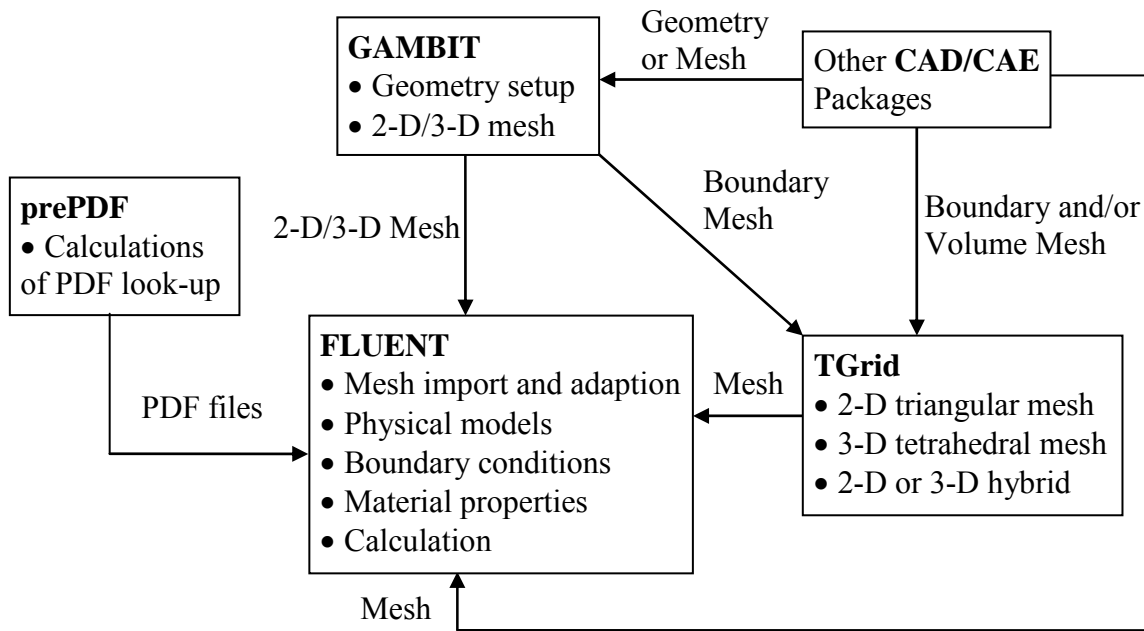 GAMBIT
• Geometry setup
• 2-D/3-D mesh
Geometry
or Mesh
Other CAD/CAE
Packages
prePDF
• Calculations
of PDF look-up
2-D/3-D Mesh
Boundary
Mesh
Boundary and/or
Volume Mesh
FLUENT
• Mesh import and adaption
• Physical models
• Boundary conditions
• Material properties
• Calculation
PDF files
Mesh
TGrid
• 2-D triangular mesh
• 3-D tetrahedral mesh
• 2-D or 3-D hybrid
Mesh